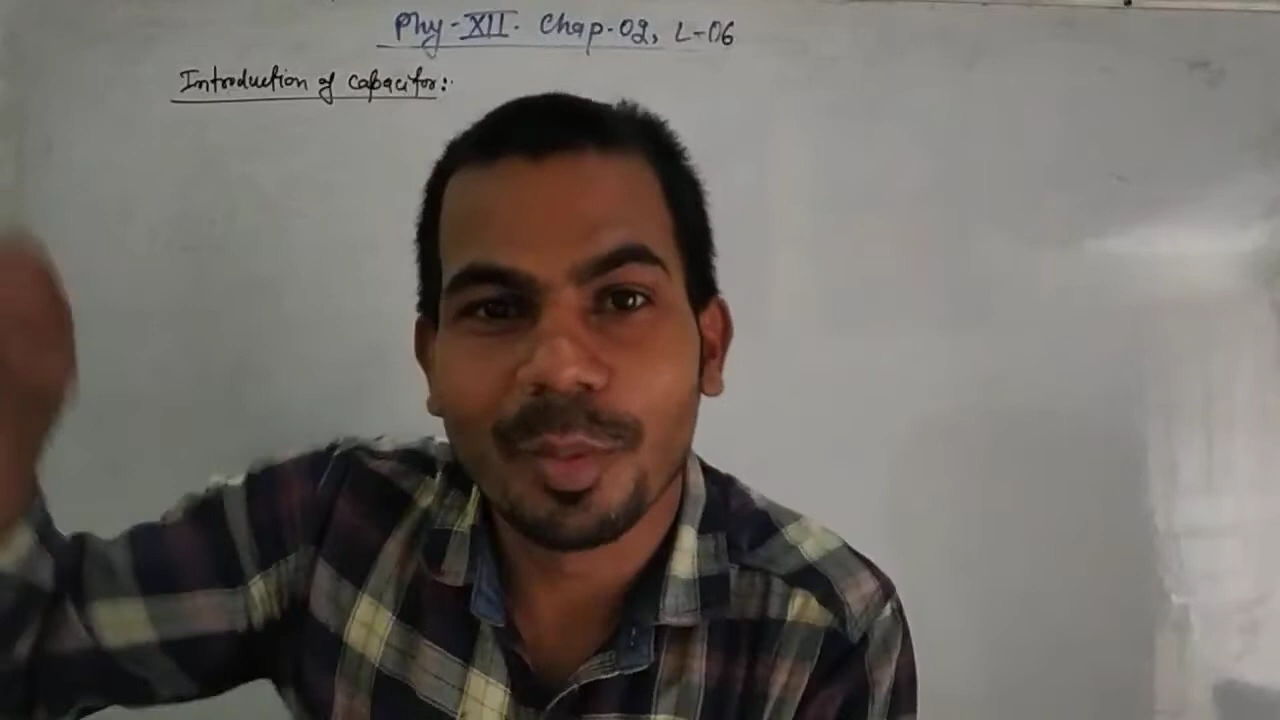 Phy-XII. Chap-02, L-06
Introduction of capacitor:-